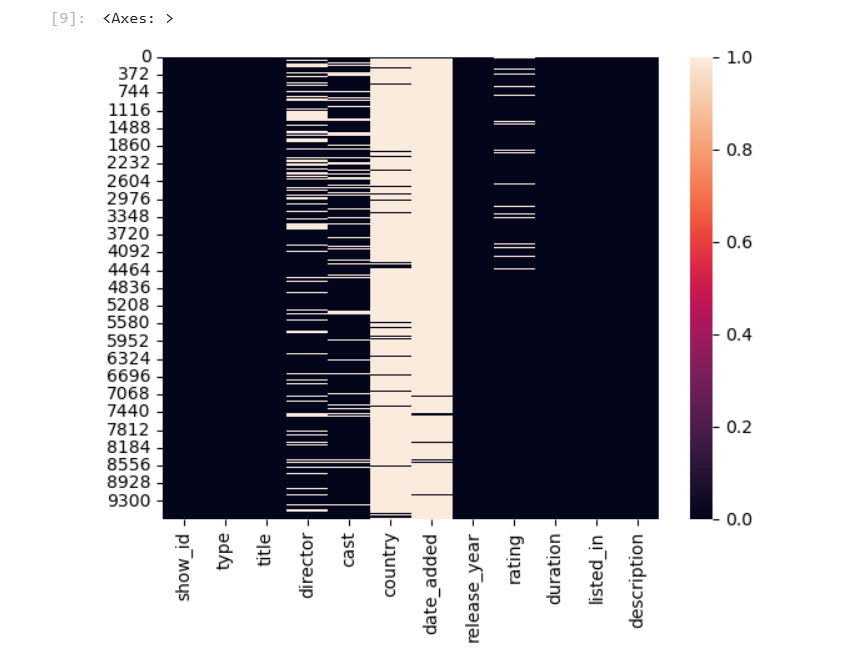 [9]: <Axes: >
0
372
744
1116
1488
1860
2232
2604
2976
3348
3720
4092
4464
4836
5208
5580
5952
6324
6696
7068
7440
7812
8184
8556
8928
9300
1.0
0.8
0.6
0.4
0.2
0.0
show_id
type
title
director
cast
country
date_added
release_year
rating
duration
listed_in
description